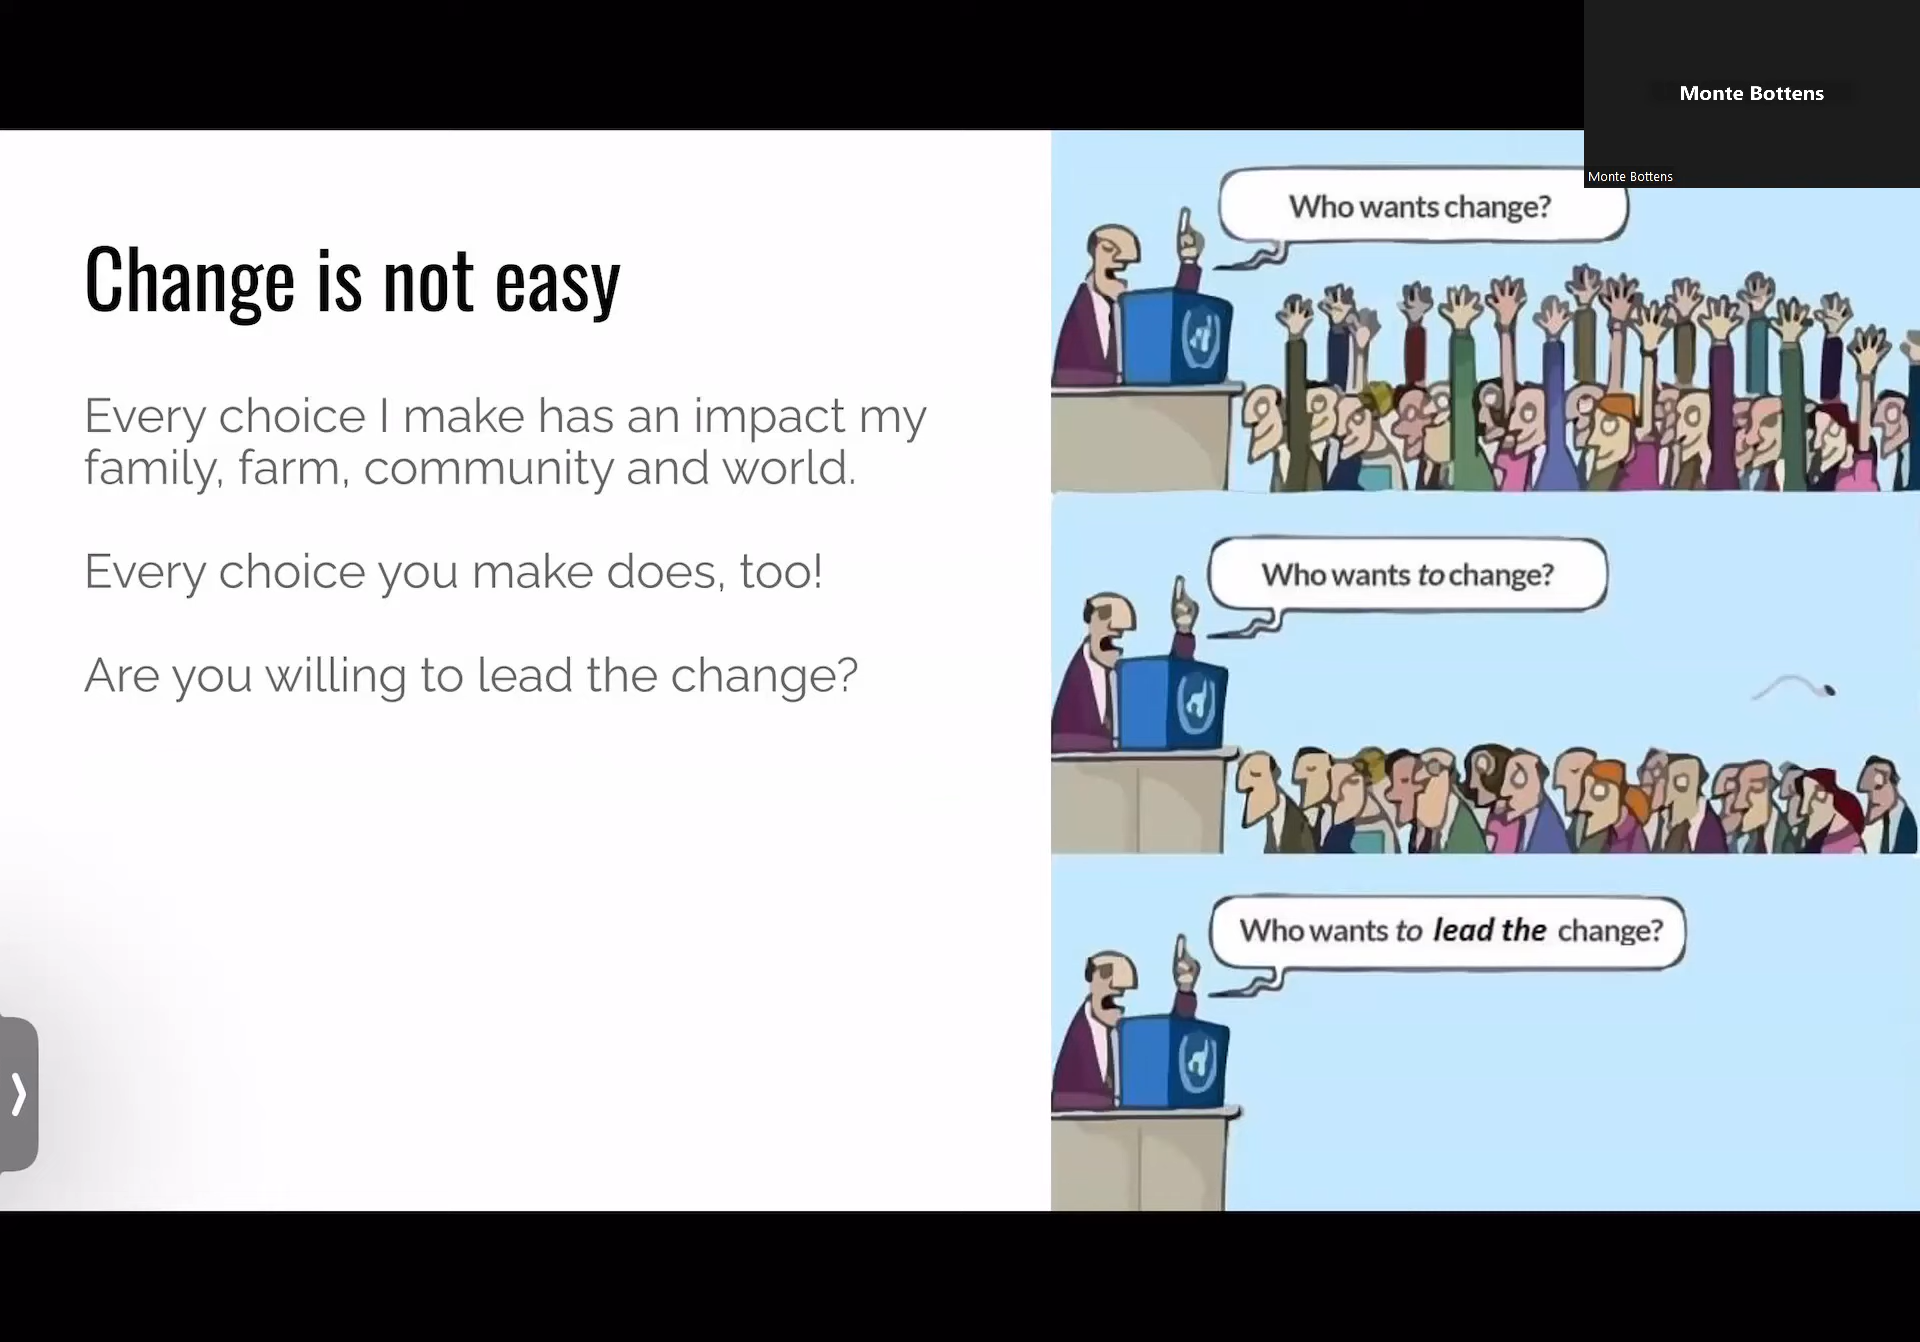 Monte Bottens
Monte Bottens
Change is not easy
Every choice I make has an impact my
family, farm, community and world.
Every choice you make does, too!
Are you willing to lead the change?
Who wants change?
Who wants to change?
Who wants to lead the change?